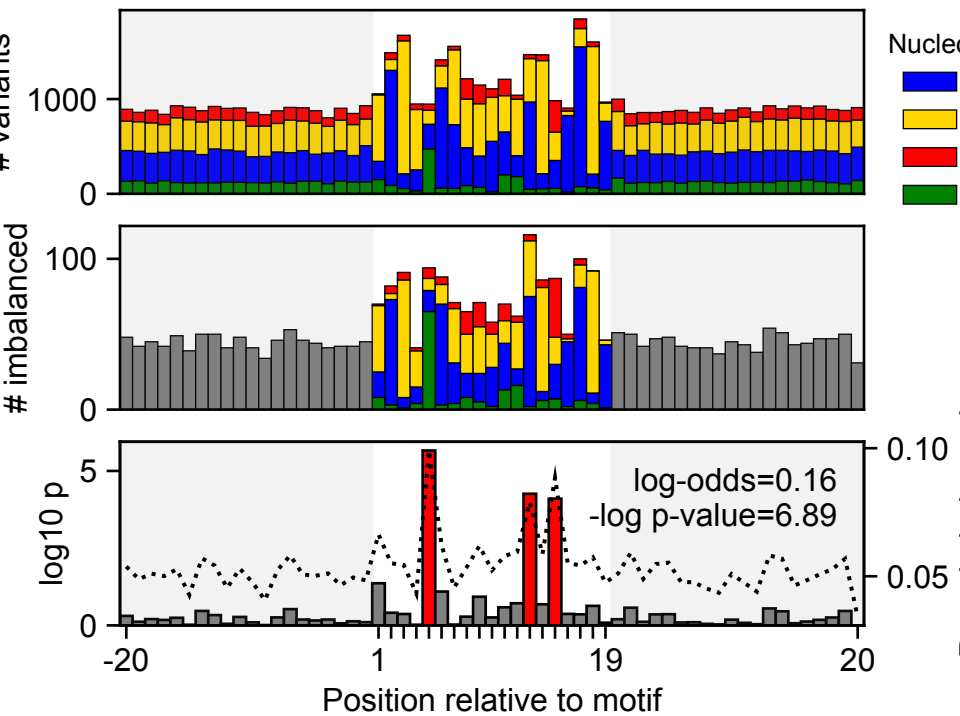 # variants
1000
0
Nucleo
# imbalanced
100
0
log10 p
5
0
log-odds=0.16
-log p-value=6.89
0.10
0.05
-20
1
19
20
Position relative to motif